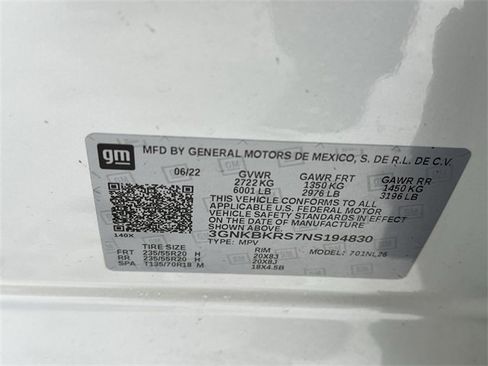 gm MFD BY GENERAL MOTORS DE MEXICO, S. DE R.L. DE C.V.
06/22 GVWR GAWR FRT GAWR RR
2722 KG 1350 KG 1450 KG
6001 LB 2976 LB 3196 LB
THIS VEHICLE CONFORMS TO ALL
APPLICABLE U.S. FEDERAL MOTOR
VEHICLE SAFETY STANDARDS IN EFFECT
ON THE DATE OF MANUFACTURE SHOWN ABOVE.
3GNKBKRS7NS194830
140X TYPE: MPV MODEL: 701NL26
TIRE SIZE RIM
FRT 235/55R20 H 20X8J
RR 235/55R20 H 20X8J
SPA T135/70R18 M 18X4.5B